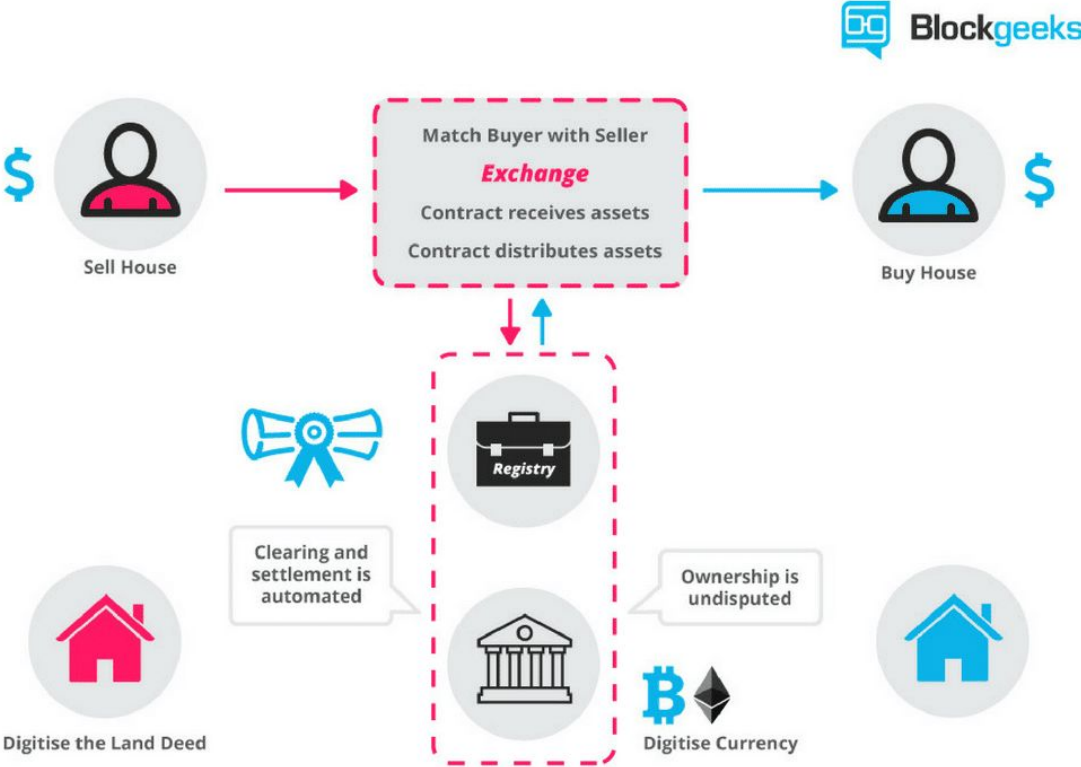 Blockgeeks
Match Buyer with Seller
Exchange
Contract receives assets
Contract distributes assets
$
$
Sell House
Buy House
Registry
Clearing and
settlement is
automated
Ownership is
undisputed
Digitise the Land Deed
Digitise Currency